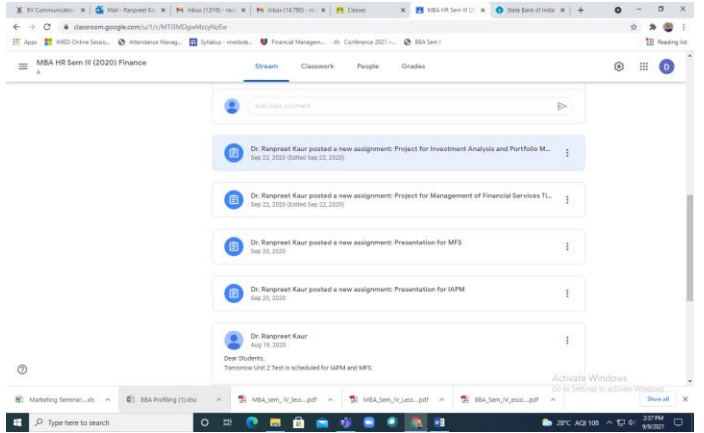 BV Communicatio
Mail - Ranpreet Ka
Inbox (14,780) -
Classes
MBA HR Sem III (2
State Bank of India
classroom.google.com/u/1/c/
Apps
IMED-Online Sessio...
Attendance Manag...
Syllabus - imedsde...
Financial Managem...
Conference 2021 -...
BBA Sem I
Reading list
MBA HR Sem III (2020) Finance
A
Stream
Classwork
People
Grades
D
Add class comment...
Dr. Ranpreet Kaur posted a new assignment: Project for Investment Analysis and Portfolio M...
Sep 22, 2020 (Edited Sep 22, 2020)
Dr. Ranpreet Kaur posted a new assignment: Project for Management of Financial Services Ti...
Sep 22, 2020 (Edited Sep 22, 2020)
Dr. Ranpreet Kaur posted a new assignment: Presentation for MFS
Sep 20, 2020
Dr. Ranpreet Kaur posted a new assignment: Presentation for IAPM
Sep 20, 2020
Dr. Ranpreet Kaur
Aug 19, 2020
Dear Students,
Tomorrow Unit 2 Test is scheduled for IAPM and MFS.
Activate Windows
Go to Settings to activate Windows.
Marketing Seminar....xls
BBA Profiling (1).xlsx
MBA_sem_IV_less....pdf
MBA_Sem_IV_Less....pdf
BBA_Sem_IV_esso....pdf
Show all
Type here to search
28°C AQI 106
2:37 PM
9/9/2021